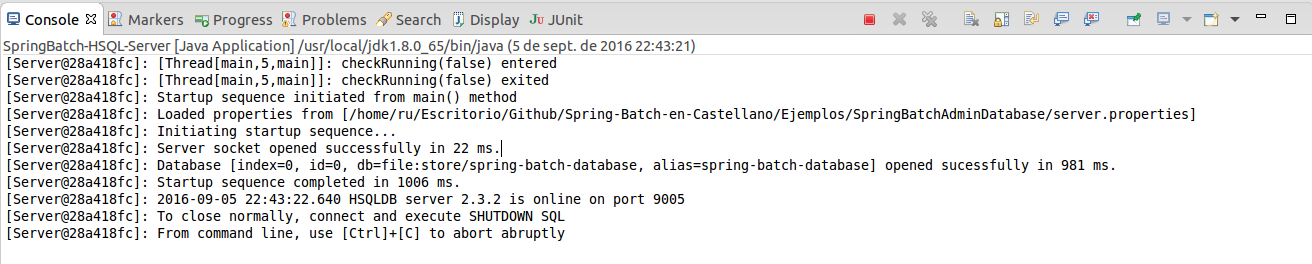 Console Markers Progress Problems Search Display JUnit
SpringBatch-HSQL-Server [Java Application] /usr/local/jdk1.8.0_65/bin/java (5 de sept. de 2016 22:43:21)
[Server@28a418fc]: [Thread[main,5,main]]: checkRunning(false) entered
[Server@28a418fc]: [Thread[main,5,main]]: checkRunning(false) exited
[Server@28a418fc]: Startup sequence initiated from main() method
[Server@28a418fc]: Loaded properties from [/home/ru/Escritorio/Github/Spring-Batch-en-Castellano/Ejemplos/SpringBatchAdminDatabase/server.properties]
[Server@28a418fc]: Initiating startup sequence...
[Server@28a418fc]: Server socket opened successfully in 22 ms.
[Server@28a418fc]: Database [index=0, id=0, db=file:store/spring-batch-database, alias=spring-batch-database] opened sucessfully in 981 ms.
[Server@28a418fc]: Startup sequence completed in 1006 ms.
[Server@28a418fc]: 2016-09-05 22:43:22.640 HSQLDB server 2.3.2 is online on port 9005
[Server@28a418fc]: To close normally, connect and execute SHUTDOWN SQL
[Server@28a418fc]: From command line, use [Ctrl]+[C] to abort abruptly